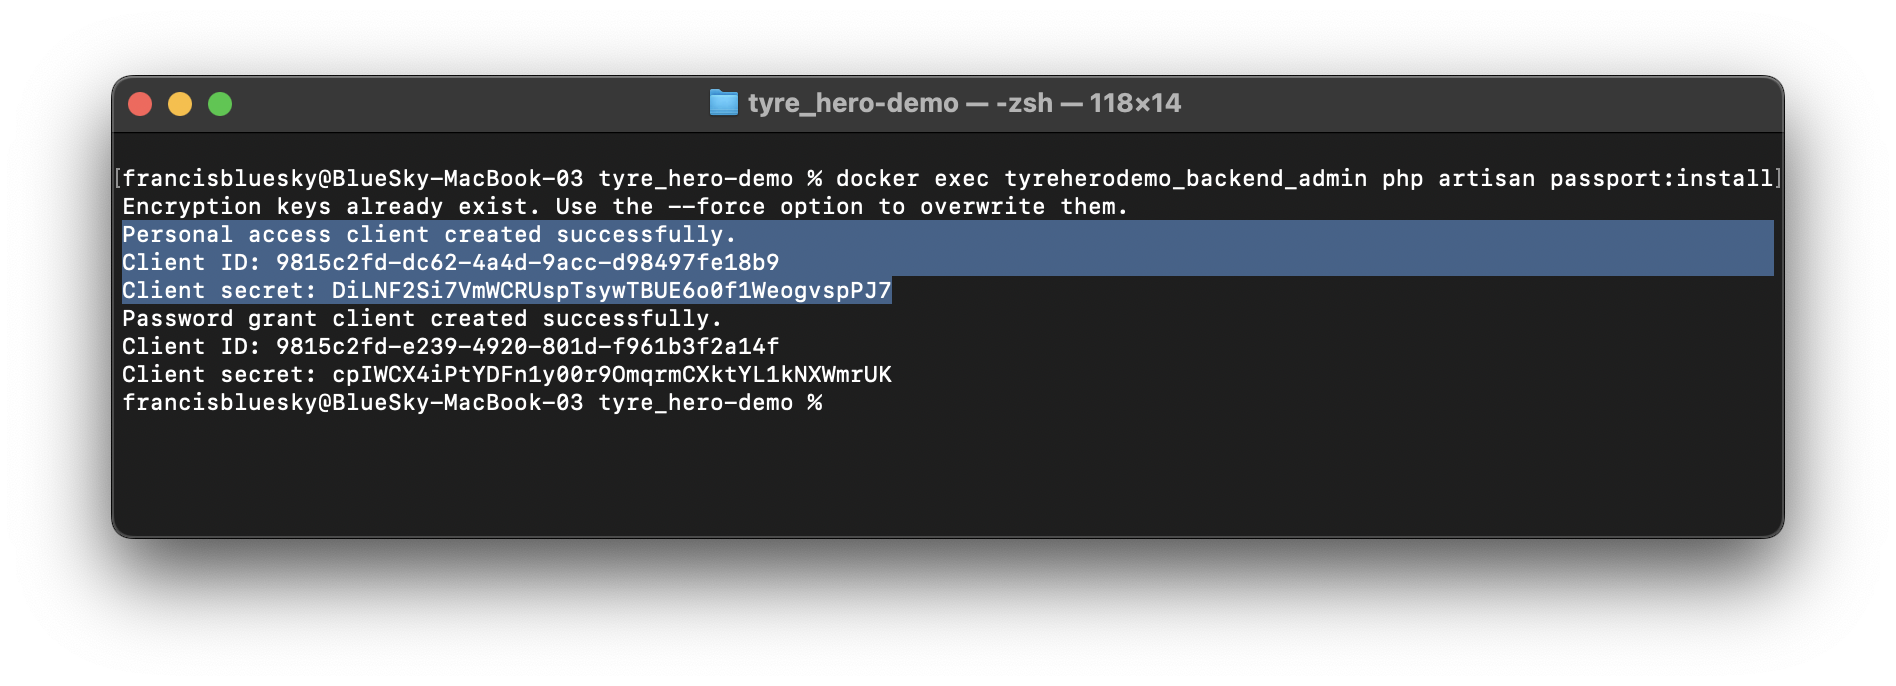 tyre_hero-demo — -zsh — 118×14
[francisbluesky@BlueSky-MacBook-03 tyre_hero-demo % docker exec tyreherodemo_backend_admin php artisan passport:install]
Encryption keys already exist. Use the --force option to overwrite them.
Personal access client created successfully.
Client ID: 9815c2fd-dc62-4a4d-9acc-d98497fe18b9
Client secret: DiLNF2Si7VmWCRUspTsywTBUE6o0f1WeogvspPJ7
Password grant client created successfully.
Client ID: 9815c2fd-e239-4920-801d-f961b3f2a14f
Client secret: cpIWCX4iPtYDFn1y00r9OmqrmCXktYL1kNXWmrUK
francisbluesky@BlueSky-MacBook-03 tyre_hero-demo %